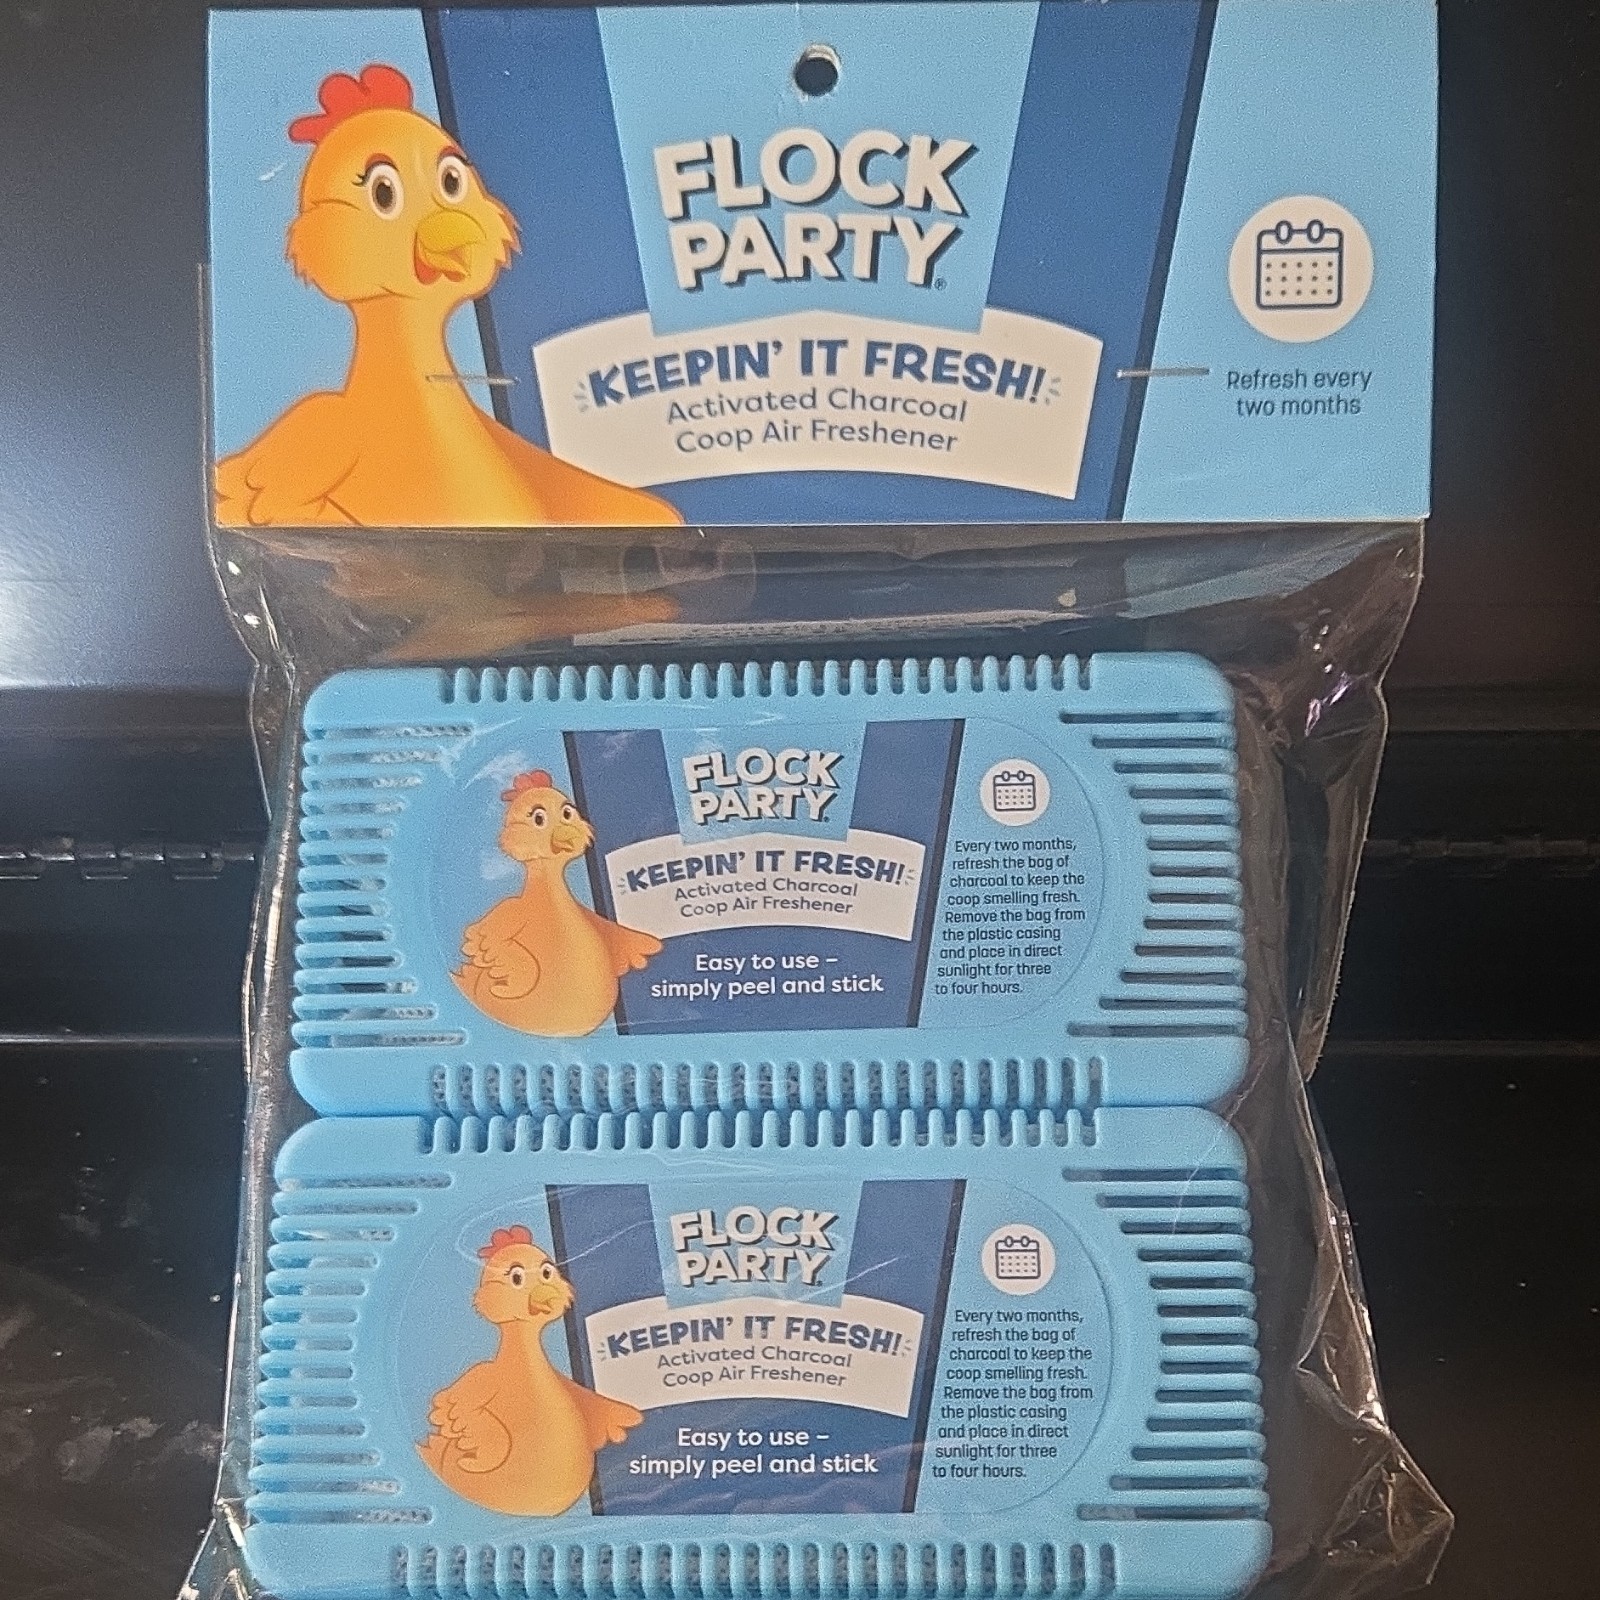 FLOCK
PARTY®
KEEPIN' IT FRESH!
Activated Charcoal
Coop Air Freshener
Refresh every
two months
FLOCK
PARTY®
KEEPIN' IT FRESH!
Activated Charcoal
Coop Air Freshener
Easy to use –
simply peel and stick
Every two months,
refresh the bag of
charcoal to keep the
coop smelling fresh.
Remove the bag from
the plastic casing
and place in direct
sunlight for three
to four hours.
FLOCK
PARTY®
KEEPIN' IT FRESH!
Activated Charcoal
Coop Air Freshener
Easy to use –
simply peel and stick
Every two months,
refresh the bag of
charcoal to keep the
coop smelling fresh.
Remove the bag from
the plastic casing
and place in direct
sunlight for three
to four hours.